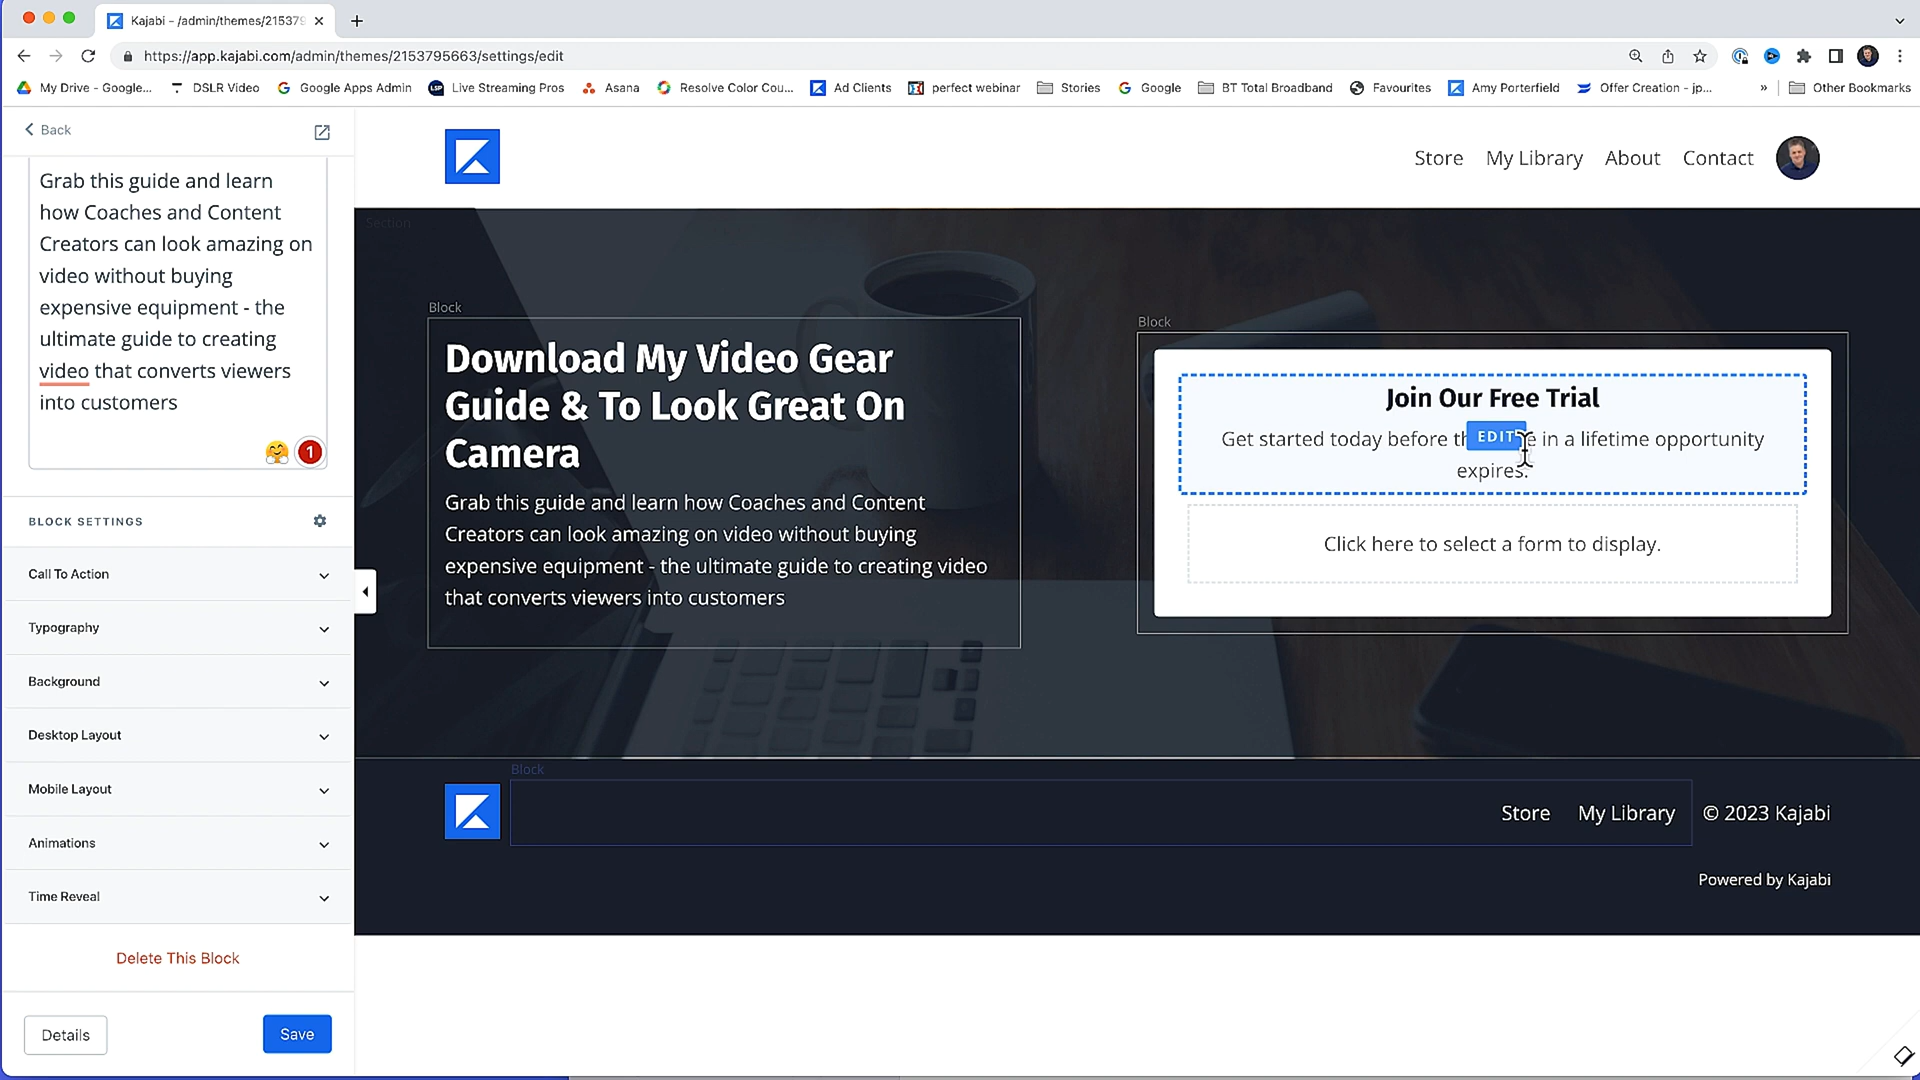 Kajabi - /admin/themes/21537
https://app.kajabi.com/admin/themes/2153795663/settings/edit
My Drive - Google...
DSLR Video
Google Apps Admin
LSP
Live Streaming Pros
Asana
Resolve Color Cou...
Ad Clients
perfect webinar
Stories
Google
BT Total Broadband
Favourites
Amy Porterfield
Offer Creation - jp...
»
Other Bookmarks
Back
Grab this guide and learn
how Coaches and Content
Creators can look amazing on
video without buying
expensive equipment - the
ultimate guide to creating
video that converts viewers
into customers
1
BLOCK SETTINGS
Call To Action
Typography
Background
Desktop Layout
Mobile Layout
Animations
Time Reveal
Delete This Block
Details
Save
Store
My Library
About
Contact
Section
Block
Download My Video Gear
Guide & To Look Great On
Camera
Grab this guide and learn how Coaches and Content
Creators can look amazing on video without buying
expensive equipment - the ultimate guide to creating video
that converts viewers into customers
Block
Join Our Free Trial
Get started today before th
EDIT
in a lifetime opportunity
expires.
Click here to select a form to display.
Block
Store
My Library
© 2023 Kajabi
Powered by Kajabi